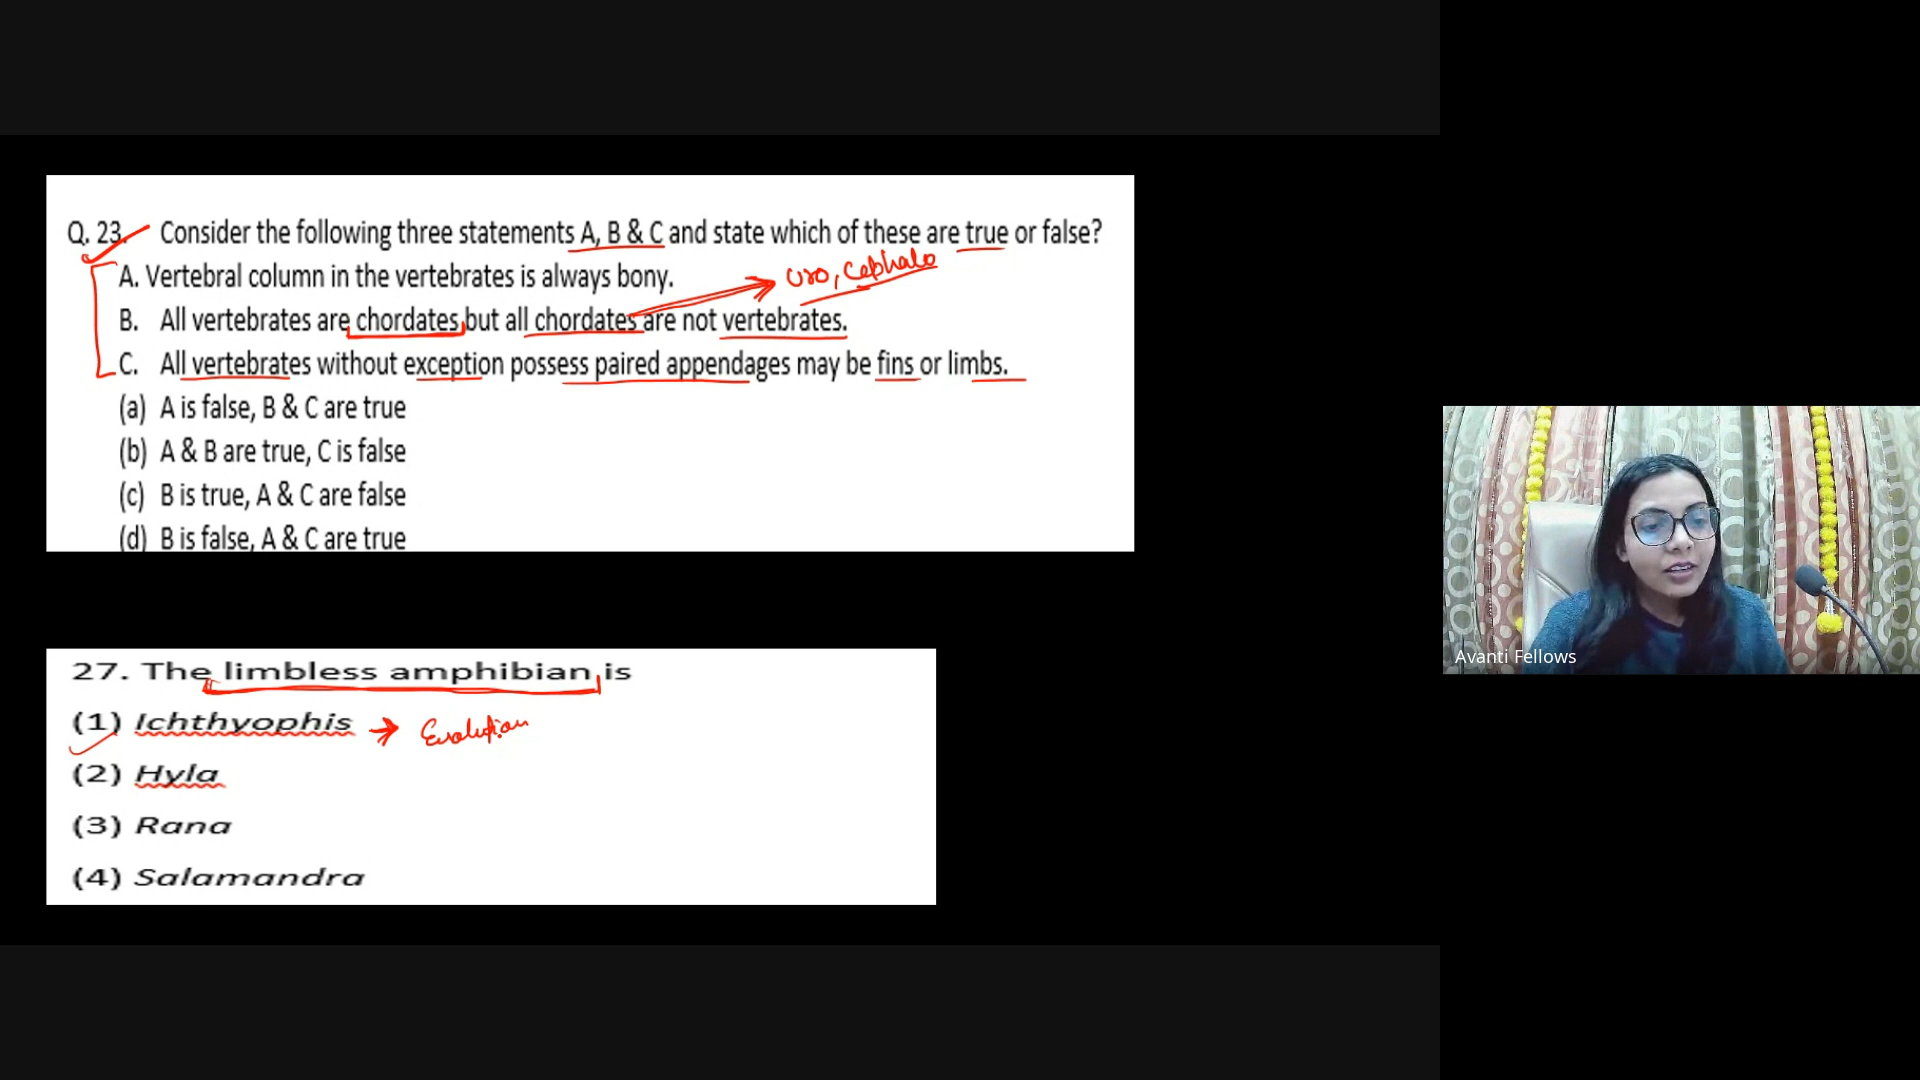 Q. 23. Consider the following three statements A, B & C and state which of these are true or false?
A. Vertebral column in the vertebrates is always bony.
Uro, Cephalo
B. All vertebrates are chordates but all chordates are not vertebrates.
C. All vertebrates without exception possess paired appendages may be fins or limbs.
(a) A is false, B & C are true
(b) A & B are true, C is false
(c) B is true, A & C are false
(d) B is false, A & C are true
27. The limbless amphibian is
(1) Ichthyophis → Evolution
(2) Hyla
(3) Rana
(4) Salamandra
Avanti Fellows